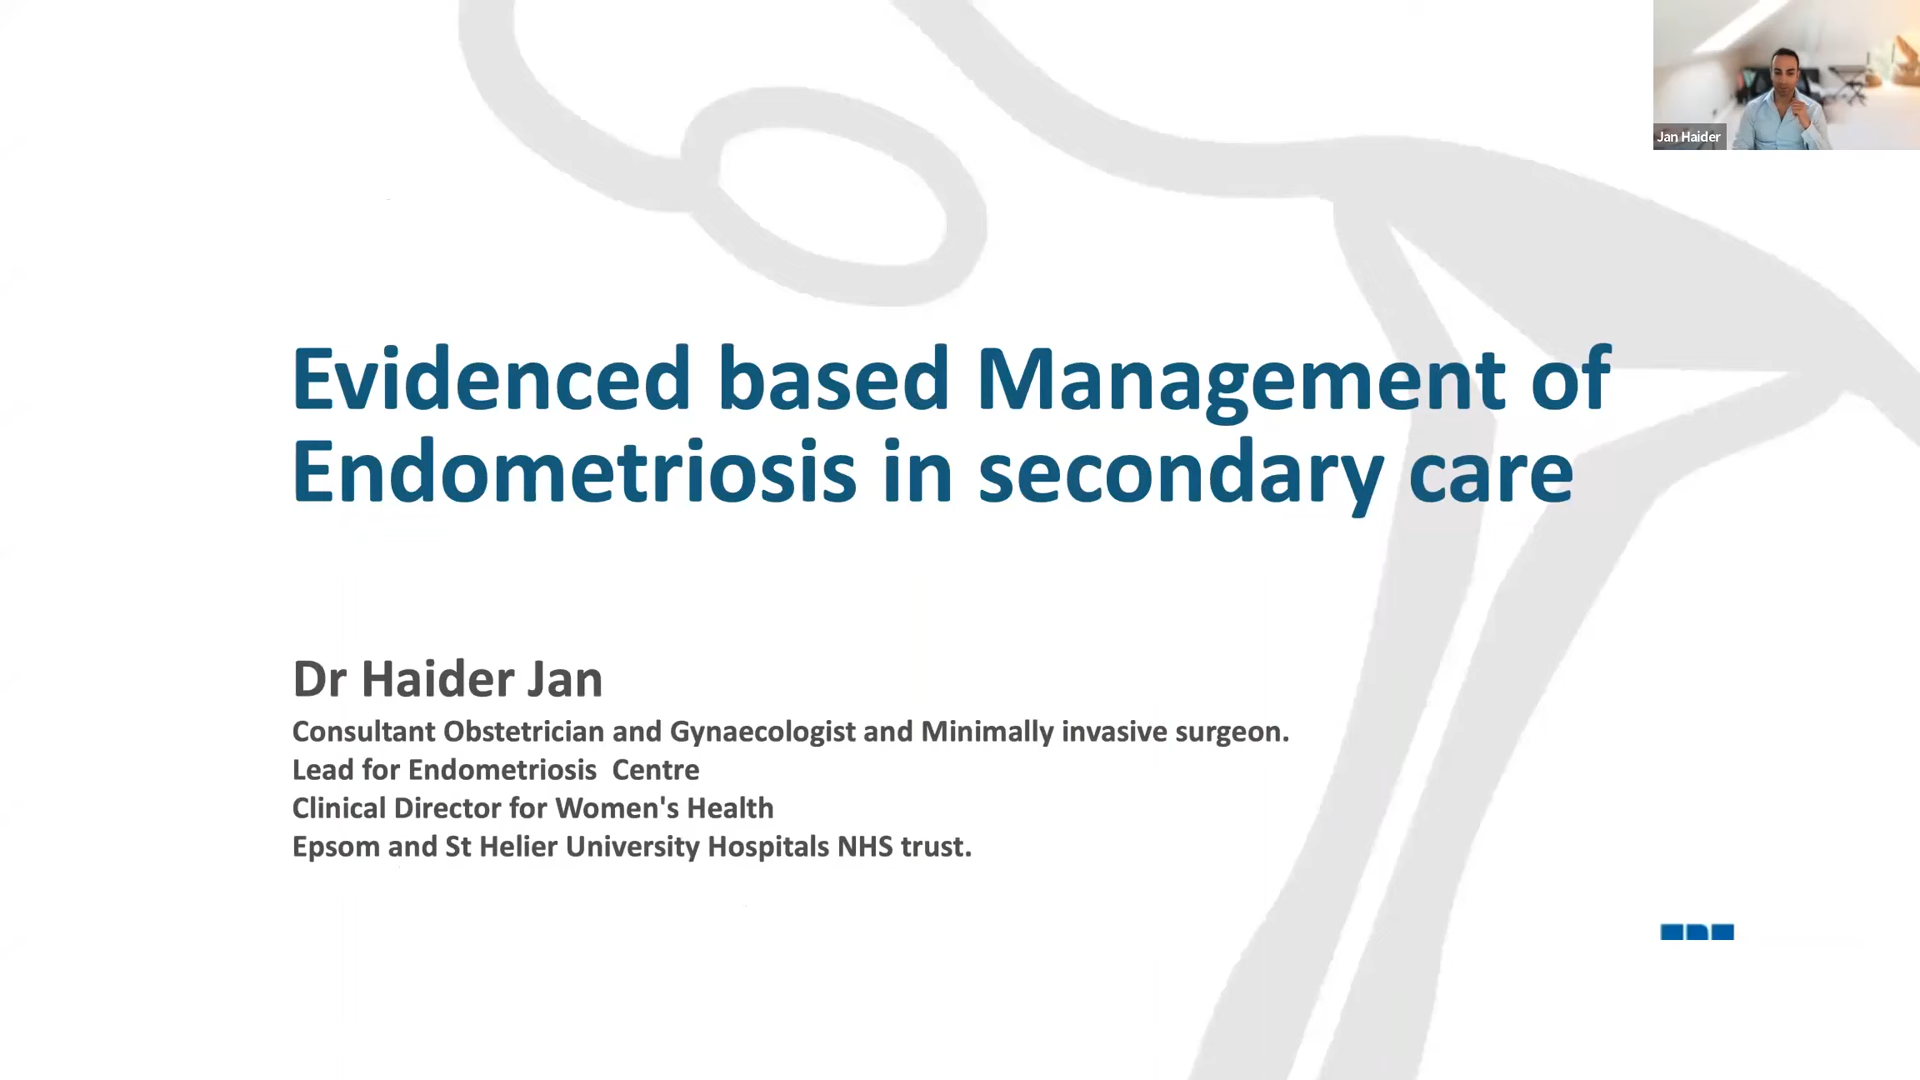 Jan Haider
Evidenced based Management of
Endometriosis in secondary care
Dr Haider Jan
Consultant Obstetrician and Gynaecologist and Minimally invasive surgeon.
Lead for Endometriosis  Centre
Clinical Director for Women's Health
Epsom and St Helier University Hospitals NHS trust.